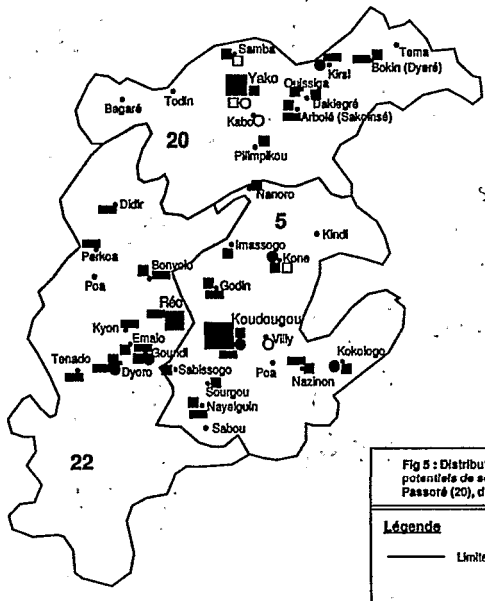 Samba
Tema
Kirsi
Bokin (Dyéré)
Yako
Ouissiga
Dakiegré
Arbolé (Sakoinsé)
Todin
Bagaré
Kabo
20
Pilimpikou
Nanoro
Didir
5
Kindi
Imassogo
Perkoa
Kone
Bonyolo
Poa
Godin
Réo
Koudougou
Kyon
Villy
Emalo
Goundi
Kokologo
Tenado
Dyoro
Sabissogo
Poa
Nazinon
Sourgou
Nayalguin
Sabou
22
Fig 5 : Distribut
potentiels de s
Passoré (20), d
Légende
Limite